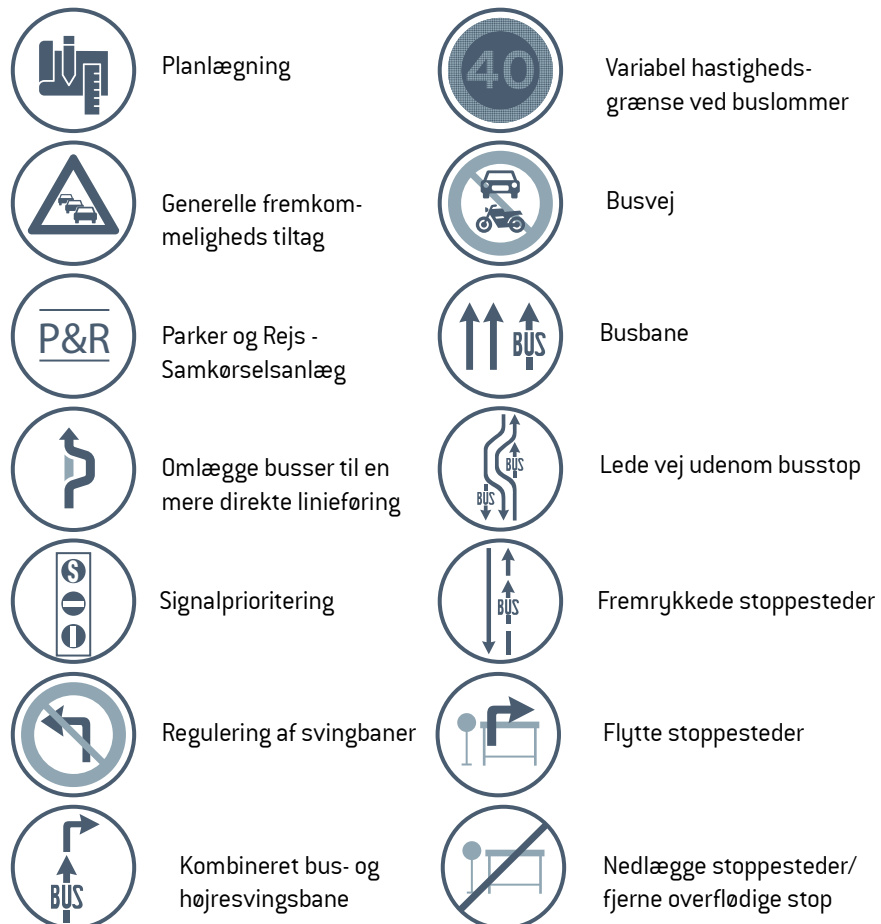 Planlægning
40
Variabel hastigheds-
grænse ved buslommer
Generelle fremkom-
meligheds tiltag
Busvej
P&R
Parker og Rejs -
Samkørselsanlæg
BUS
Busbane
Omlægge busser til en
mere direkte linieføring
BUS
BUS
Lede vej udenom busstop
S
Signalprioritering
BUS
Fremrykkede stoppesteder
Regulering af svingbaner
Flytte stoppesteder
BUS
Kombineret bus- og
højresvingsbane
Nedlægge stoppesteder/
fjerne overflødige stop